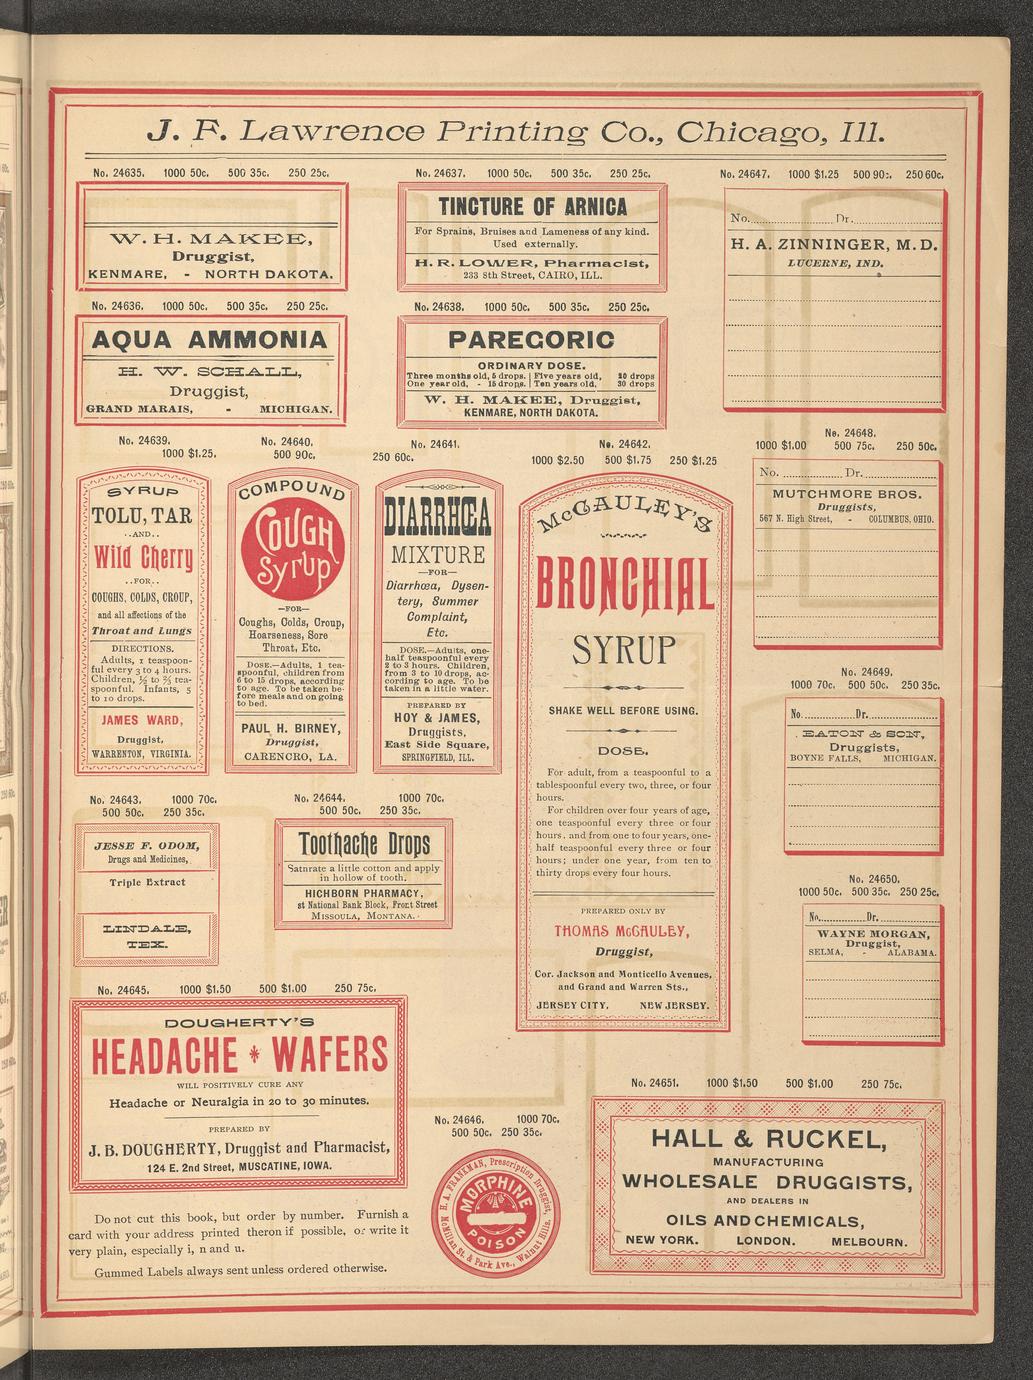 J. F. Lawrence Printing Co., Chicago, Ill.
No. 24635. 1000 50c. 500 35c. 250 25c.
W. H. MAKEE,
Druggist,
KENMARE, - NORTH DAKOTA.
No. 24636. 1000 50c. 500 35c. 250 25c.
AQUA AMMONIA
H. W. SCHALL,
Druggist,
GRAND MARAIS, - MICHIGAN.
No. 24637. 1000 50c. 500 35c. 250 25c.
TINCTURE OF ARNICA
For Sprains, Bruises and Lameness of any kind.
Used externally.
H. R. LOWER, Pharmacist,
233 8th Street, CAIRO, ILL.
No. 24638. 1000 50c. 500 35c. 250 25c.
PAREGORIC
ORDINARY DOSE.
Three months old, 5 drops. | Five years old, 20 drops
One year old, - 15 drops. | Ten years old, 30 drops
W. H. MAKEE, Druggist,
KENMARE, NORTH DAKOTA.
No. 24647. 1000 $1.25 500 90c. 250 60c.
No. Dr.
H. A. ZINNINGER, M. D.
LUCERNE, IND.
No. 24639.
1000 $1.25.
SYRUP
TOLU, TAR
..AND..
Wild Cherry
..FOR..
COUGHS, COLDS, CROUP,
and all affections of the
Throat and Lungs
DIRECTIONS.
Adults, 1 teaspoon-
ful every 3 to 4 hours.
Children, ½ to ⅔ tea-
spoonful. Infants, 5
to 10 drops.
JAMES WARD,
Druggist,
WARRENTON, VIRGINIA.
No. 24640.
500 90c.
COMPOUND
COUGH
Syrup
—FOR—
Coughs, Colds, Croup,
Hoarseness, Sore
Throat, Etc.
DOSE.—Adults, 1 tea-
spoonful, children from
6 to 15 drops, according
to age. To be taken be-
fore meals and on going
to bed.
PAUL H. BIRNEY,
Druggist,
CARENCRO, LA.
No. 24641.
250 60c.
DIARRHŒA
MIXTURE
—FOR—
Diarrhœa, Dysen-
tery, Summer
Complaint,
Etc.
DOSE.—Adults, one-
half teaspoonful every
2 to 3 hours. Children,
from 3 to 10 drops, ac-
cording to age. To be
taken in a little water.
PREPARED BY
HOY & JAMES,
Druggists,
East Side Square,
SPRINGFIELD, ILL.
No. 24642.
1000 $2.50 500 $1.75 250 $1.25
McCAULEY'S
BRONCHIAL
SYRUP
SHAKE WELL BEFORE USING.
DOSE.
For adult, from a teaspoonful to a
tablespoonful every two, three, or four
hours.
For children over four years of age,
one teaspoonful every three or four
hours, and from one to four years, one-
half teaspoonful every three or four
hours; under one year, from ten to
thirty drops every four hours.
PREPARED ONLY BY
THOMAS McCAULEY,
Druggist,
Cor. Jackson and Monticello Avenues,
and Grand and Warren Sts.,
JERSEY CITY. NEW JERSEY.
No. 24648.
1000 $1.00 500 75c. 250 50c.
No. Dr.
MUTCHMORE BROS.
Druggists,
567 N. High Street, - COLUMBUS, OHIO.
No. 24649.
1000 70c. 500 50c. 250 35c.
No. Dr.
EATON & SON,
Druggists,
BOYNE FALLS, MICHIGAN.
No. 24650.
1000 50c. 500 35c. 250 25c.
No. Dr.
WAYNE MORGAN,
Druggist,
SELMA, - ALABAMA.
No. 24643. 1000 70c.
500 50c. 250 35c.
JESSE F. ODOM,
Drugs and Medicines,
Triple Extract
LINDALE,
TEX.
No. 24644. 1000 70c.
500 50c. 250 35c.
Toothache Drops
Satnrate a little cotton and apply
in hollow of tooth.
HICHBORN PHARMACY,
st National Bank Block, Front Street
MISSOULA, MONTANA.
No. 24645. 1000 $1.50 500 $1.00 250 75c.
DOUGHERTY'S
HEADACHE * WAFERS
WILL POSITIVELY CURE ANY
Headache or Neuralgia in 20 to 30 minutes.
PREPARED BY
J. B. DOUGHERTY, Druggist and Pharmacist,
124 E. 2nd Street, MUSCATINE, IOWA.
Do not cut this book, but order by number. Furnish a
card with your address printed theron if possible, or write it
very plain, especially i, n and u.
Gummed Labels always sent unless ordered otherwise.
No. 24646. 1000 70c.
500 50c. 250 35c.
H. A. FRANKMAN, Prescription Druggist,
MORPHINE
POISON
McMillan St. & Park Ave., Walnut Hills.
No. 24651. 1000 $1.50 500 $1.00 250 75c.
HALL & RUCKEL,
MANUFACTURING
WHOLESALE DRUGGISTS,
AND DEALERS IN
OILS AND CHEMICALS,
NEW YORK. LONDON. MELBOURN.